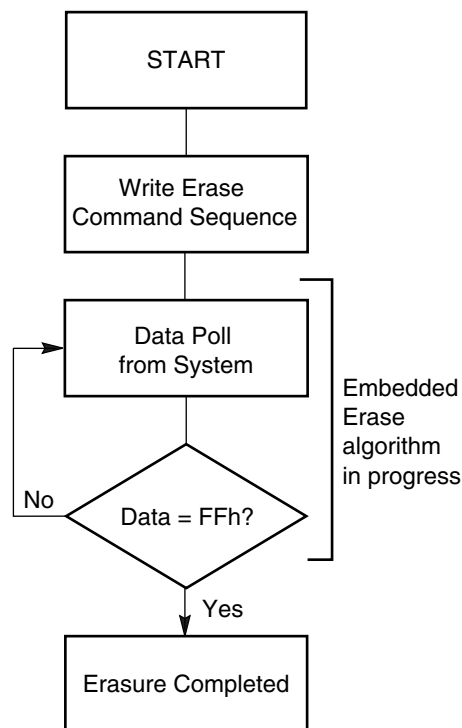 START
Write Erase
Command Sequence
Data Poll
from System
Embedded
Erase
algorithm
in progress
No
Data = FFh?
Yes
Erasure Completed